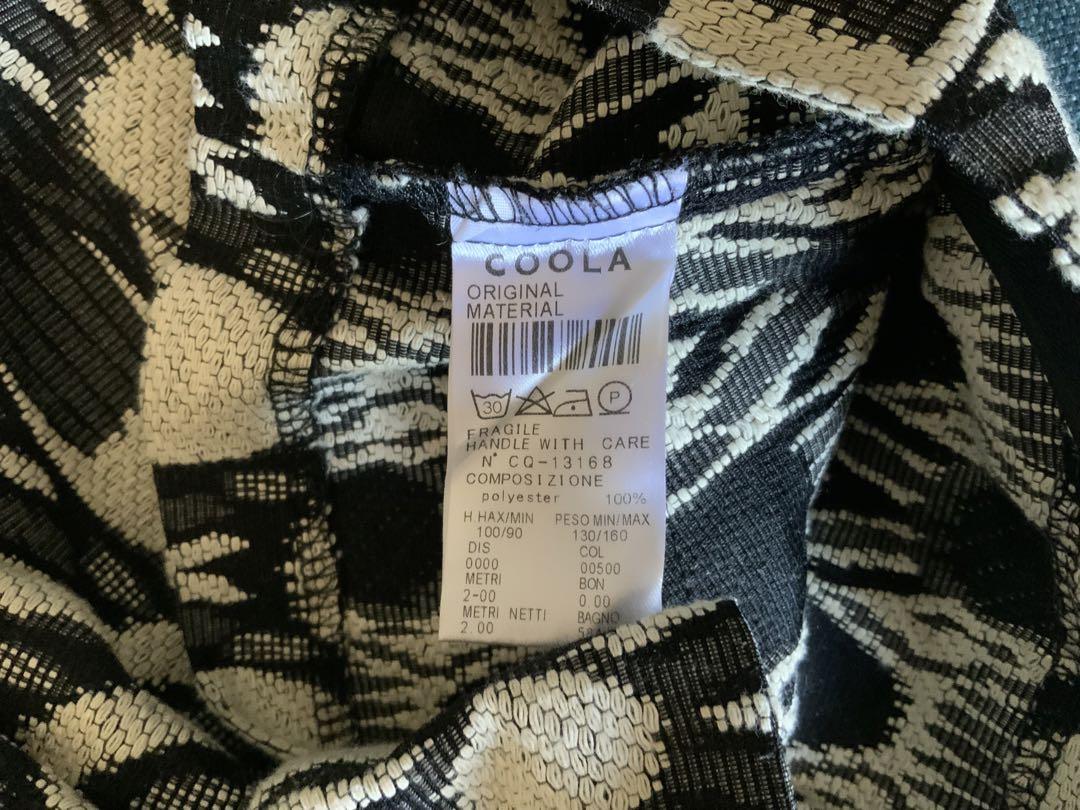 COOLA
ORIGINAL
MATERIAL
30 P
FRAGILE
HANDLE WITH CARE
N° CQ-13168
COMPOSIZIONE
polyester 100%
H.HAX/MIN PESO MIN/MAX
100/90 130/160
DIS COL
0000 00500
METRI BON
2-00 0.00
METRI NETTI BAGNO
2.00